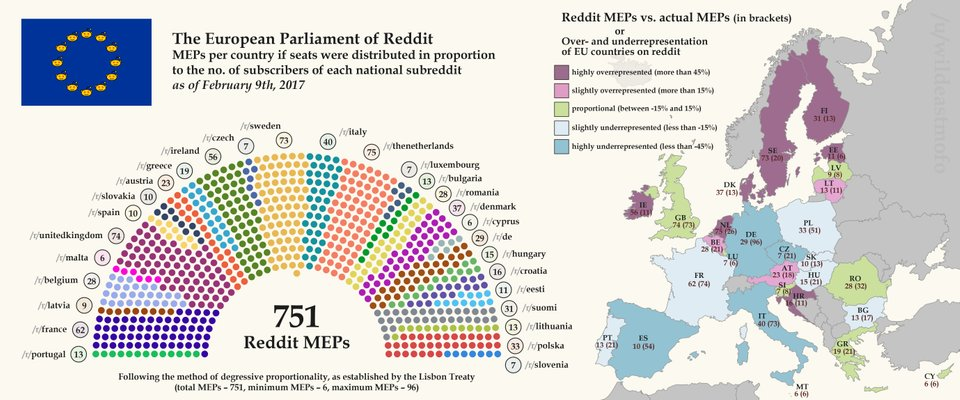 The European Parliament of Reddit
MEPs per country if seats were distributed in proportion
to the no. of subscribers of each national subreddit
as of February 9th, 2017
/r/portugal 13
/r/france 62
/r/latvia 9
/r/belgium 28
/r/malta 6
/r/unitedkingdom 74
/r/spain 10
/r/slovakia 10
/r/austria 23
/r/greece 19
/r/ireland 56
/r/czech 7
/r/sweden 73
/r/italy 40
/r/thenetherlands 75
/r/luxembourg 7
/r/bulgaria 13
/r/romania 28
/r/denmark 37
/r/cyprus 6
/r/de 29
/r/hungary 15
/r/croatia 16
/r/eesti 11
/r/suomi 31
/r/lithuania 13
/r/polska 33
/r/slovenia 7
751
Reddit MEPs
Following the method of degressive proportionality, as established by the Lisbon Treaty
(total MEPs – 751, minimum MEPs – 6, maximum MEPs – 96)
Reddit MEPs vs. actual MEPs (in brackets)
or
Over- and underrepresentation
of EU countries on reddit
highly overrepresented (more than 45%)
slightly overrepresented (more than 15%)
proportional (between -15% and 15%)
slightly underrepresented (less than -15%)
highly underrepresented (less than -45%)
/u/wildeastmofo
FI
31 (13)
SE
73 (20)
EE
11 (6)
LV
9 (8)
LT
13 (11)
DK
37 (13)
IE
56 (11)
GB
74 (73)
NL
75 (26)
BE
28 (21)
LU
7 (6)
DE
29 (96)
PL
33 (51)
CZ
7 (21)
SK
10 (13)
AT
23 (18)
HU
15 (21)
FR
62 (74)
SI
7 (8)
HR
16 (11)
RO
28 (32)
BG
13 (17)
IT
40 (73)
PT
13 (21)
ES
10 (54)
GR
19 (21)
MT
6 (6)
CY
6 (6)